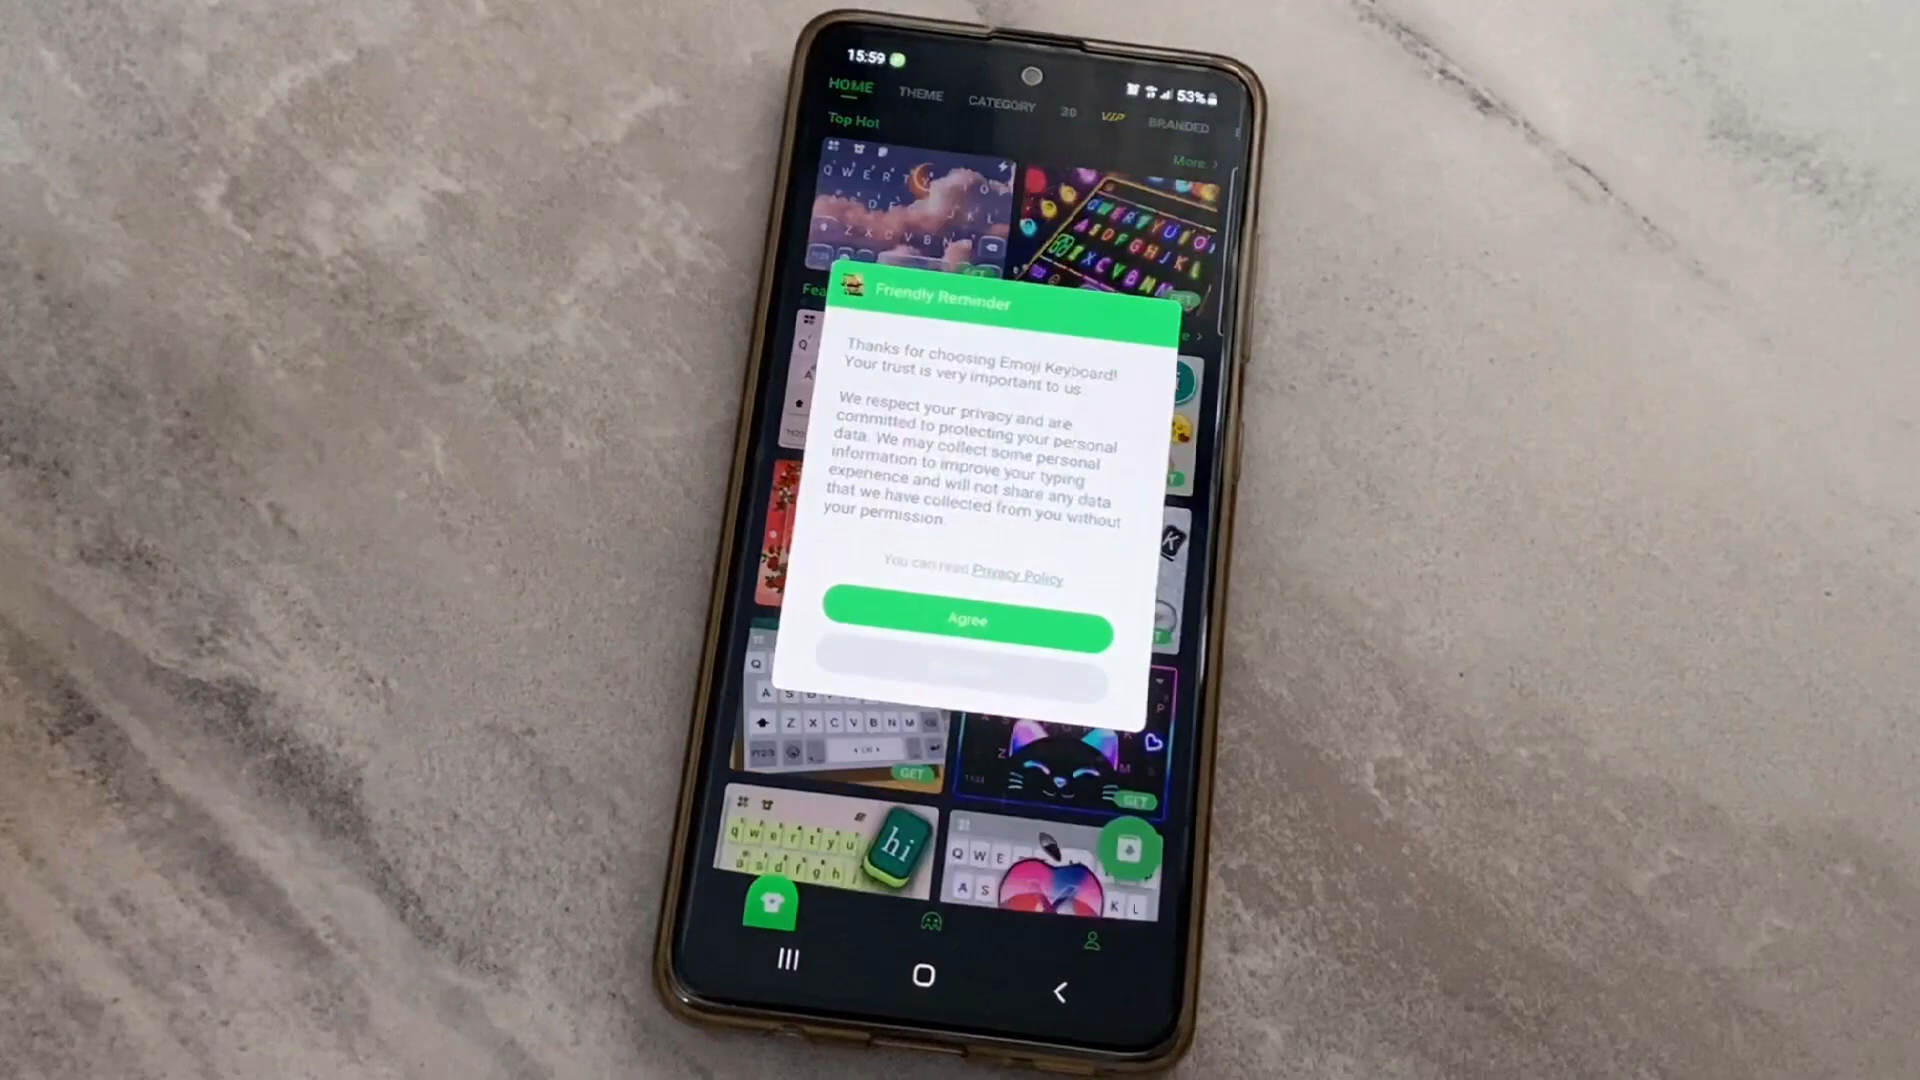 15:59
53%
HOME THEME CATEGORY 3D VIP BRANDED
Top Hot
More >
Q W E R T Y O P
Z X C V B N
Q W E R T Y U I O
A S D F G H J K L
Z X C V B N M
GET
GET
Friendly Reminder
Thanks for choosing Emoji Keyboard!
Your trust is very important to us
We respect your privacy and are
committed to protecting your personal
data. We may collect some personal
information to improve your typing
experience and will not share any data
that we have collected from you without
your permission.
You can read Privacy Policy
Agree
K
Q
A S D
Z X C V B N M
GET
GET
q w e r t y u
a s d f g h
hi
Q W E
A S
K L